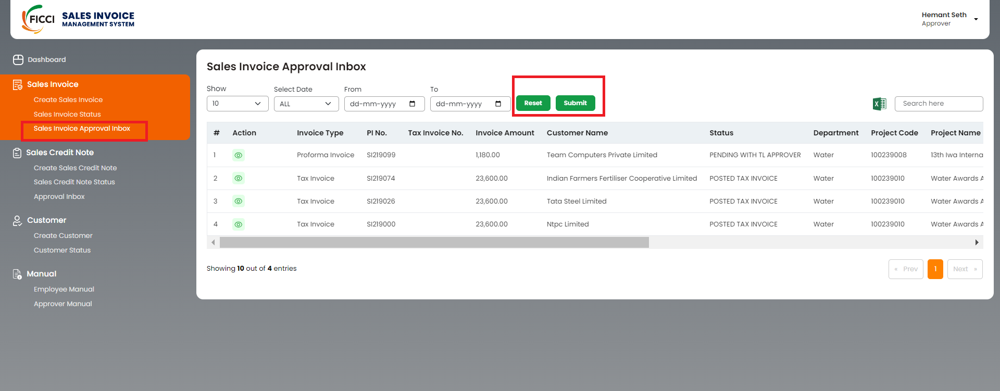 FICCI SALES INVOICE
MANAGEMENT SYSTEM
Hemant Seth
Approver
Dashboard
Sales Invoice
Create Sales Invoice
Sales Invoice Status
Sales Invoice Approval Inbox
Sales Credit Note
Create Sales Credit Note
Sales Credit Note Status
Approval Inbox
Customer
Create Customer
Customer Status
Manual
Employee Manual
Approver Manual
Sales Invoice Approval Inbox
Show Select Date From To
10 ALL dd-mm-yyyy dd-mm-yyyy Reset Submit Search here
# Action Invoice Type PI No. Tax Invoice No. Invoice Amount Customer Name Status Department Project Code Project Name
1 Proforma Invoice SI219099 1,180.00 Team Computers Private Limited PENDING WITH TL APPROVER Water 100239008 13th Iwa Interna
2 Tax Invoice SI219074 23,600.00 Indian Farmers Fertiliser Cooperative Limited POSTED TAX INVOICE Water 100239010 Water Awards A
3 Tax Invoice SI219026 23,600.00 Tata Steel Limited POSTED TAX INVOICE Water 100239010 Water Awards A
4 Tax Invoice SI219000 23,600.00 Ntpc Limited POSTED TAX INVOICE Water 100239010 Water Awards A
Showing 10 out of 4 entries
« Prev 1 Next »